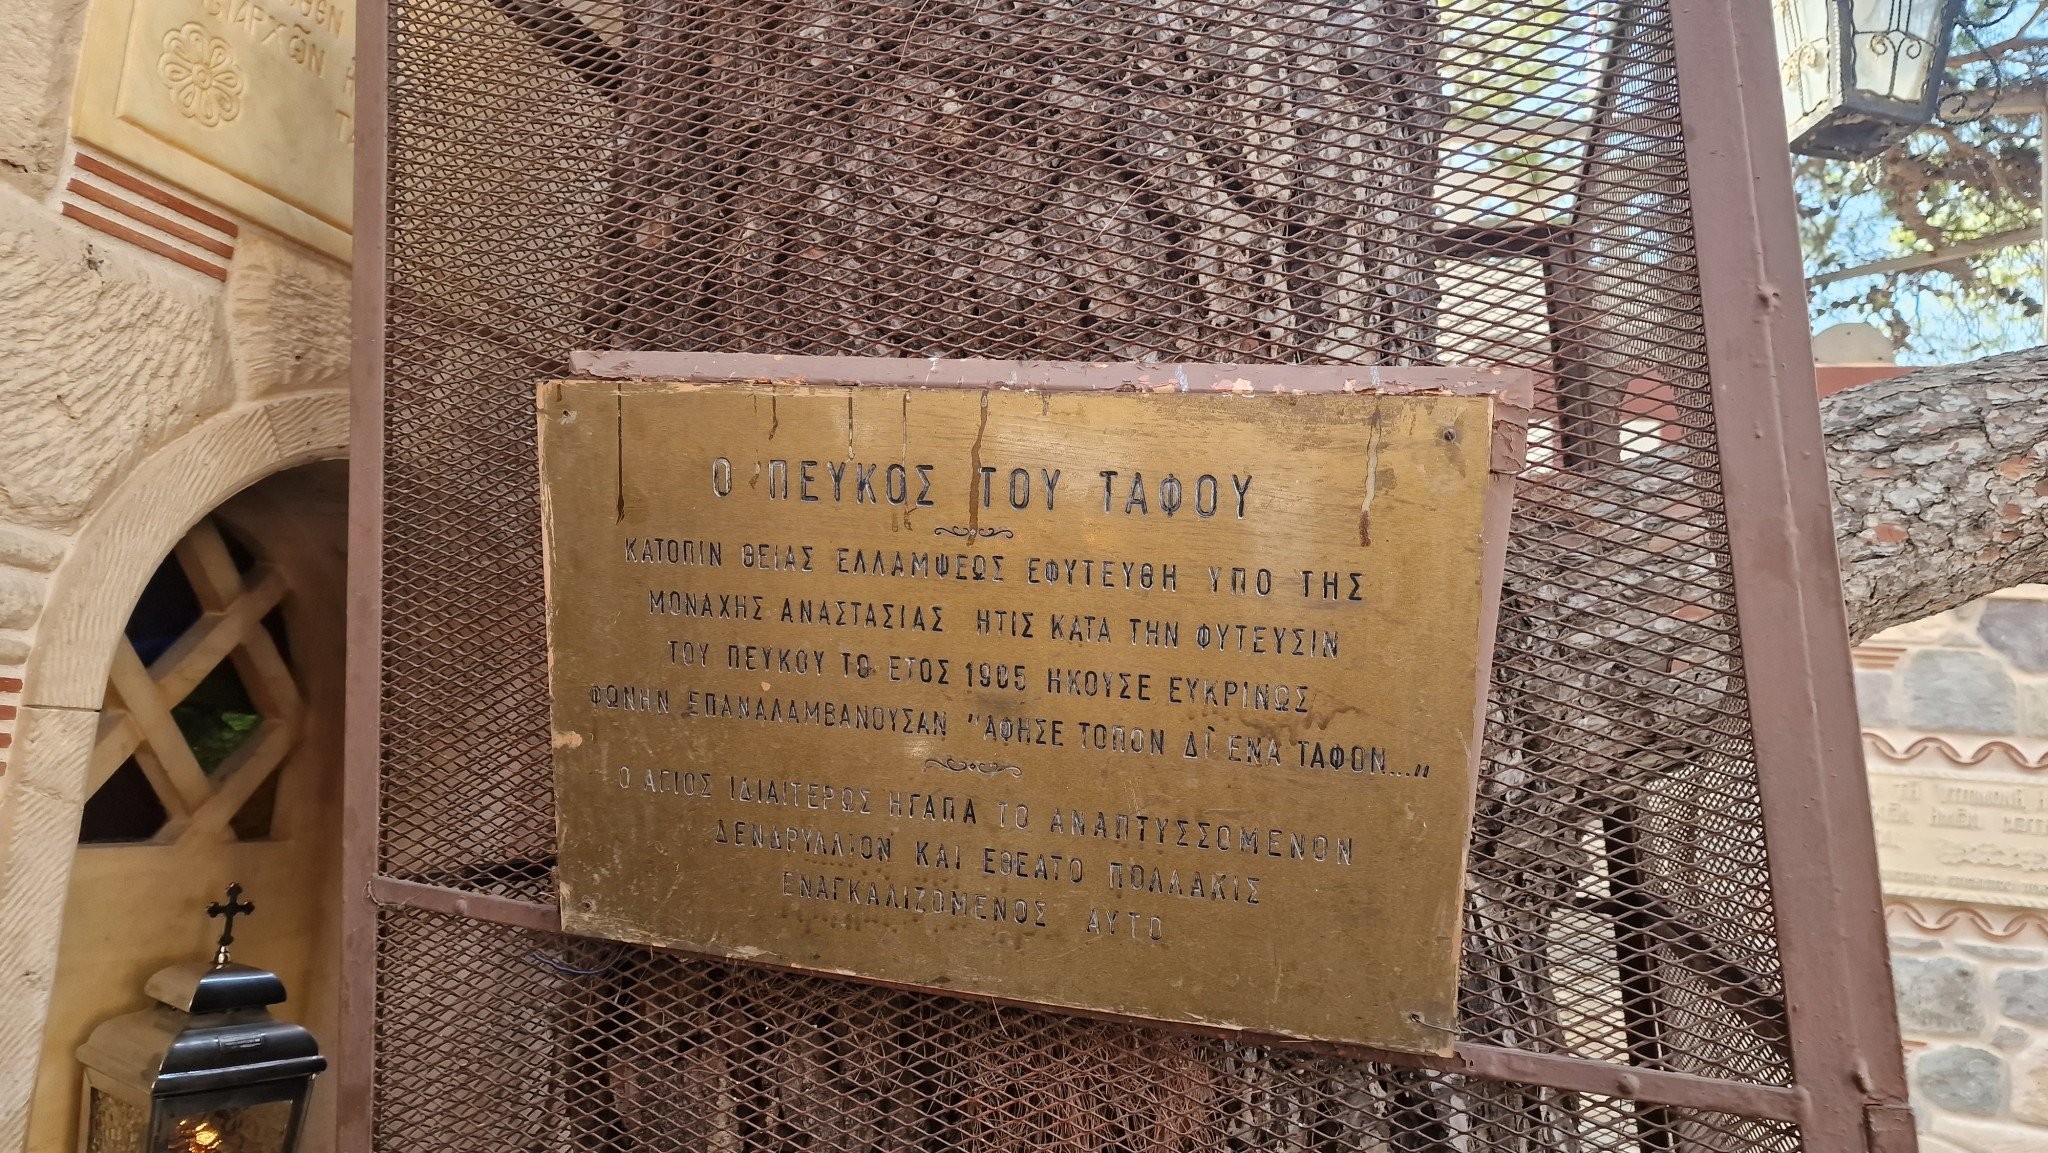 ΤΑΡΧῶΝ
Ο ΠΕΥΚΟΣ ΤΟΥ ΤΑΦΟΥ
ΚΑΤΟΠΙΝ ΘΕΙΑΣ ΕΛΛΑΜΨΕΩΣ ΕΦΥΤΕΥΘΗ ΥΠΟ ΤΗΣ
ΜΟΝΑΧΗΣ ΑΝΑΣΤΑΣΙΑΣ ΗΤΙΣ ΚΑΤΑ ΤΗΝ ΦΥΤΕΥΣΙΝ
ΤΟΥ ΠΕΥΚΟΥ ΤΟ ΕΤΟΣ 1905 ΗΚΟΥΣΕ ΕΥΚΡΙΝΩΣ
ΦΩΝΗΝ ΕΠΑΝΑΛΑΜΒΑΝΟΥΣΑΝ "ΑΦΗΣΕ ΤΟΠΟΝ ΔΙ' ΕΝΑ ΤΑΦΟΝ..."
Ο ΑΓΙΟΣ ΙΔΙΑΙΤΕΡΩΣ ΗΓΑΠΑ ΤΟ ΑΝΑΠΤΥΣΣΟΜΕΝΟΝ
ΔΕΝΔΡΥΛΛΙΟΝ ΚΑΙ ΕΘΕΑΤΟ ΠΟΛΛΑΚΙΣ
ΕΝΑΓΚΑΛΙΖΟΜΕΝΟΣ ΑΥΤΟ